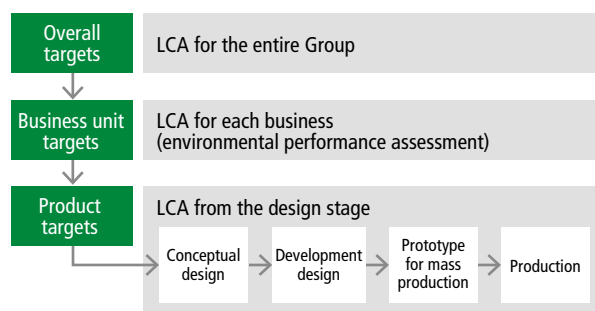 Overall
targets
LCA for the entire Group
Business unit
targets
LCA for each business
(environmental performance assessment)
Product
targets
LCA from the design stage
Conceptual
design
Development
design
Prototype
for mass
production
Production